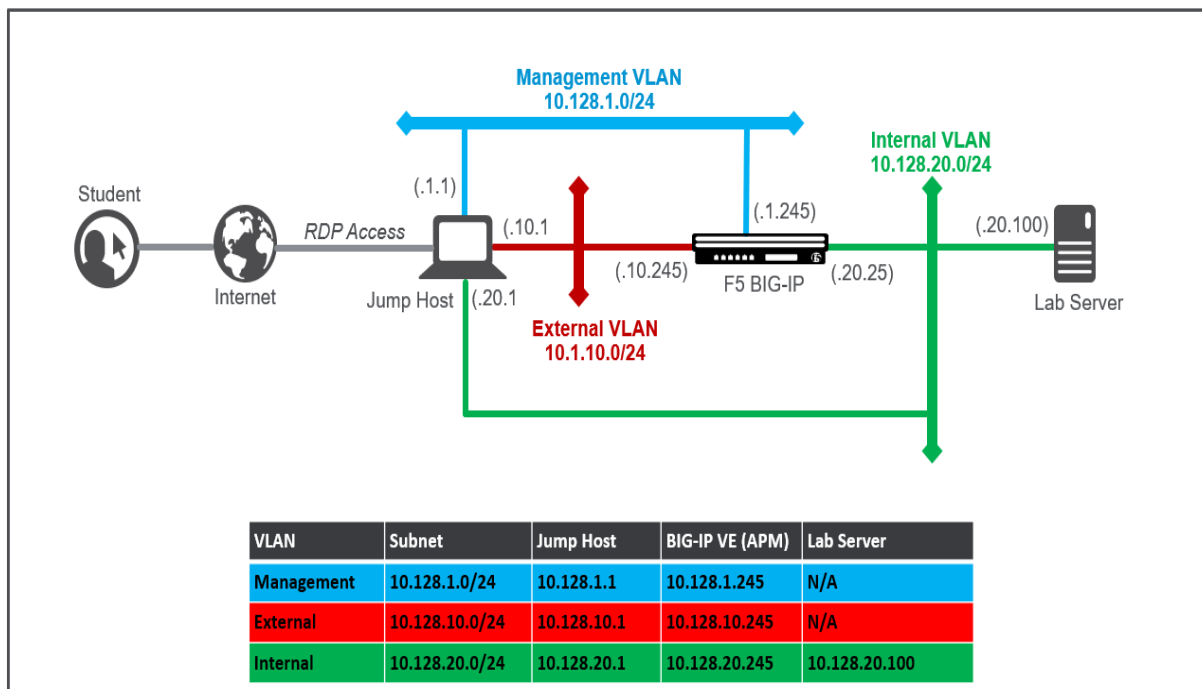 Management VLAN
10.128.1.0/24
Internal VLAN
10.128.20.0/24
Student
(.1.1)
(.1.245)
(.20.100)
RDP Access
(.10.1
(.10.245)
(.20.25)
F5 BIG-IP
Internet
Jump Host
(.20.1
Lab Server
External VLAN
10.1.10.0/24
VLAN Subnet Jump Host BIG-IP VE (APM) Lab Server
Management 10.128.1.0/24 10.128.1.1 10.128.1.245 N/A
External 10.128.10.0/24 10.128.10.1 10.128.10.245 N/A
Internal 10.128.20.0/24 10.128.20.1 10.128.20.245 10.128.20.100